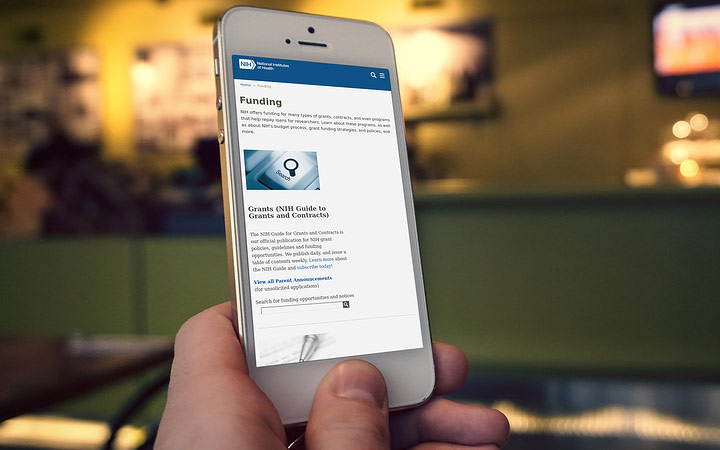 NIH National Institutes
of Health
Home » Funding
Funding
NIH offers funding for many types of grants, contracts, and even programs
that help repay loans for researchers. Learn about these programs, as well
as about NIH's budget process, grant funding strategies, and policies, and
more.
Search
Grants (NIH Guide to
Grants and Contracts)
The NIH Guide for Grants and Contracts is
our official publication for NIH grant
policies, guidelines and funding
opportunities. We publish daily, and issue a
table of contents weekly. Learn more about
the NIH Guide and subscribe today!
View all Parent Announcements
(for unsolicited applications)
Search for funding opportunities and notices